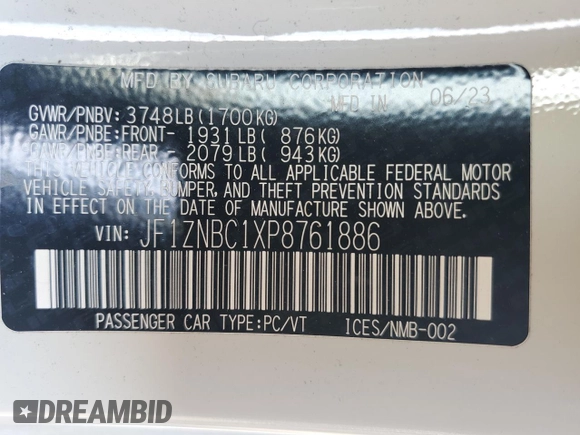 MFD BY SUBARU CORPORATION
IN 06/23
GVWR/PNBV: 3748LB(1700KG)
GAWR/PNBE:FRONT- 1931LB( 876KG)
GAWR/PNBE:REAR - 2079LB( 943KG)
THIS VEHICLE CONFORMS TO ALL APPLICABLE FEDERAL MOTOR
VEHICLE SAFETY, BUMPER, AND THEFT PREVENTION STANDARDS
IN EFFECT ON THE DATE OF MANUFACTURE SHOWN ABOVE.
VIN: JF1ZNBC1XP8761886
PASSENGER CAR TYPE:PC/VT ICES/NMB-002
DREAMBID